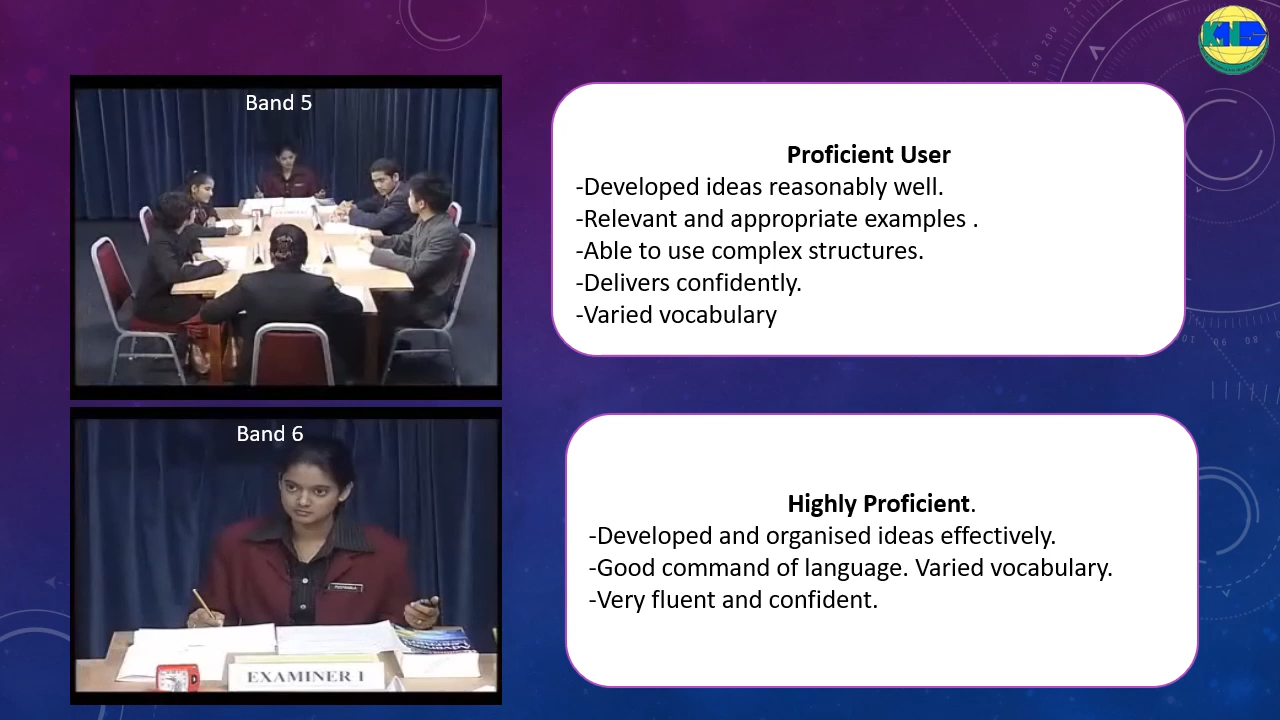 Band 5
Proficient User
-Developed ideas reasonably well.
-Relevant and appropriate examples .
-Able to use complex structures.
-Delivers confidently.
-Varied vocabulary
Band 6
EXAMINER I
Highly Proficient.
-Developed and organised ideas effectively.
-Good command of language. Varied vocabulary.
-Very fluent and confident.